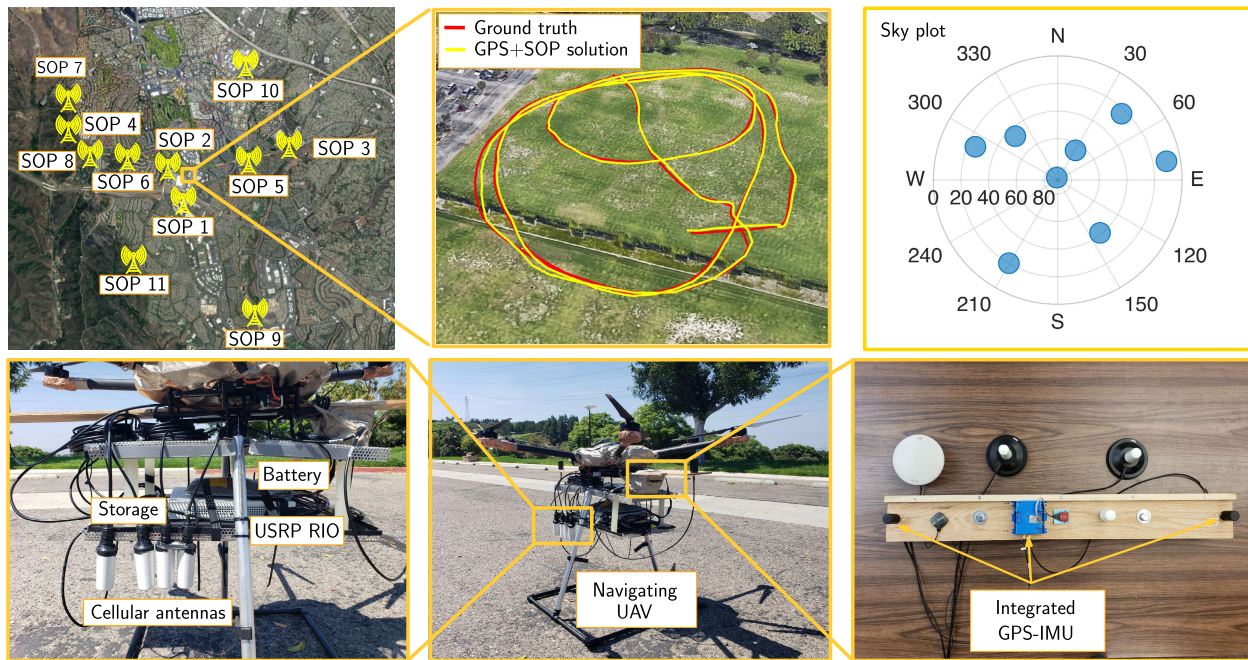 SOP 7
SOP 10
SOP 4
SOP 2
SOP 3
SOP 8
SOP 6
SOP 5
SOP 1
SOP 11
SOP 9
Ground truth
GPS+SOP solution
Sky plot
N
330
30
300
60
W
E
0 20 40 60 80
240
120
210
150
S
Battery
Storage
USRP RIO
Cellular antennas
Navigating
UAV
Integrated
GPS-IMU